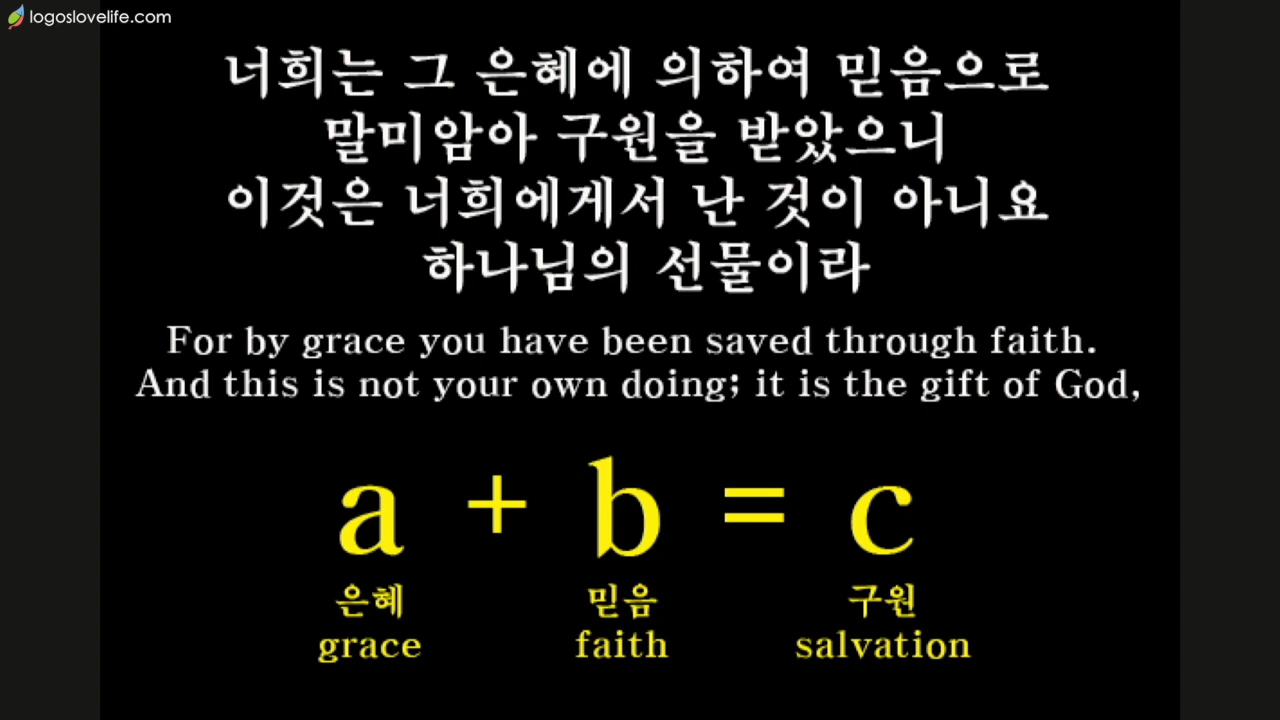 logoslovelife.com
너희는 그 은혜에 의하여 믿음으로
말미암아 구원을 받았으니
이것은 너희에게서 난 것이 아니요
하나님의 선물이라
For by grace you have been saved through faith.
And this is not your own doing; it is the gift of God,
a + b = c
은혜 믿음 구원
grace faith salvation